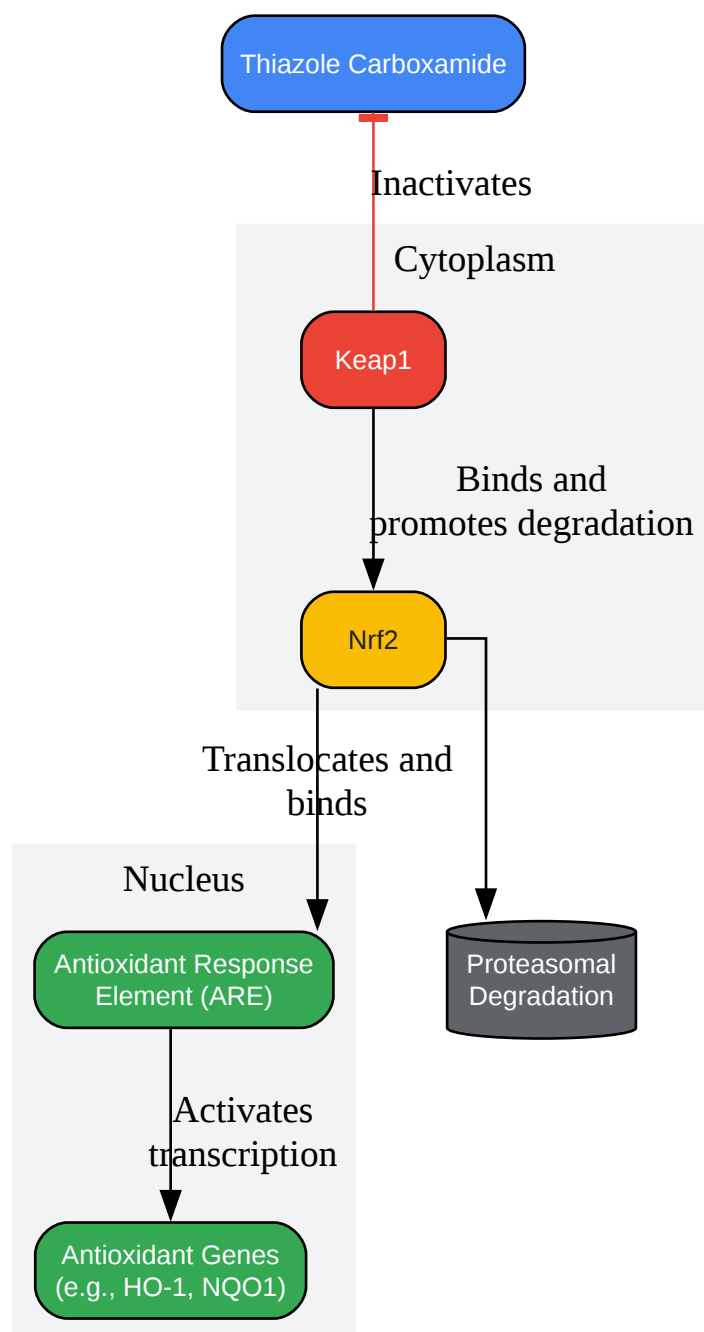 Thiazole Carboxamide
Inactivates
Cytoplasm
Keap1
Binds and
promotes degradation
Nrf2
Translocates and
binds
Nucleus
Antioxidant Response
Element (ARE)
Proteasomal
Degradation
Activates
transcription
Antioxidant Genes
(e.g., HO-1, NQO1)